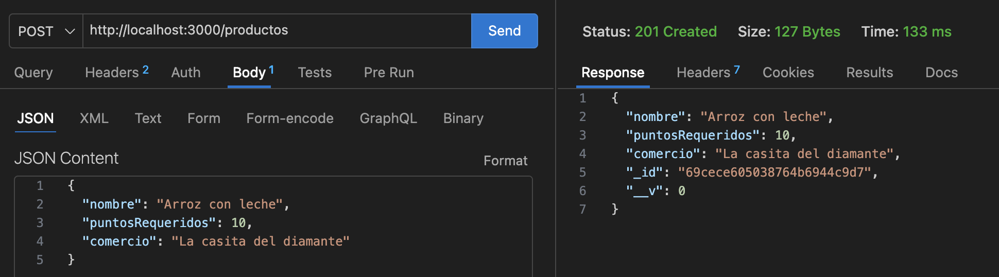 POST http://localhost:3000/productos Send
Query Headers 2 Auth Body 1 Tests Pre Run
JSON XML Text Form Form-encode GraphQL Binary
JSON Content Format
1 {
2 "nombre": "Arroz con leche",
3 "puntosRequeridos": 10,
4 "comercio": "La casita del diamante"
5 }
Status: 201 Created Size: 127 Bytes Time: 133 ms
Response Headers 7 Cookies Results Docs
1 {
2 "nombre": "Arroz con leche",
3 "puntosRequeridos": 10,
4 "comercio": "La casita del diamante",
5 "_id": "69cece605038764b6944c9d7",
6 "__v": 0
7 }